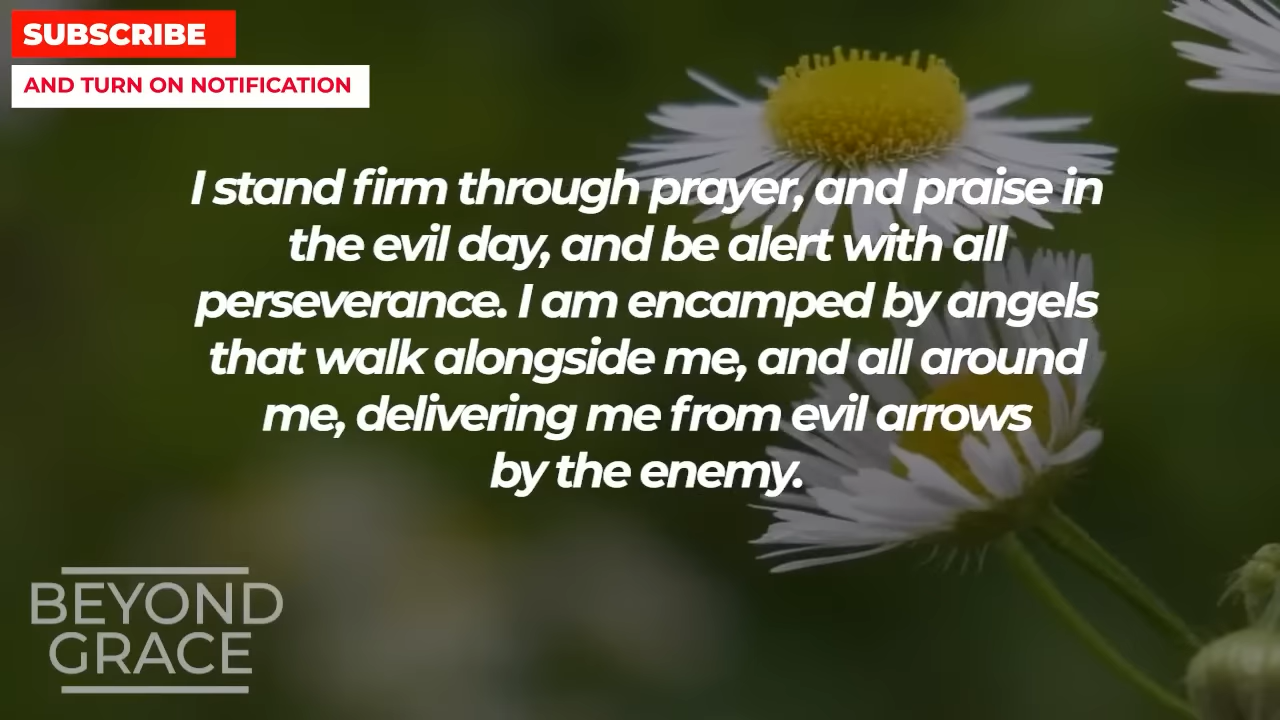 SUBSCRIBE
AND TURN ON NOTIFICATION
I stand firm through prayer, and praise in
the evil day, and be alert with all
perseverance. I am encamped by angels
that walk alongside me, and all around
me, delivering me from evil arrows
by the enemy.
BEYOND
GRACE